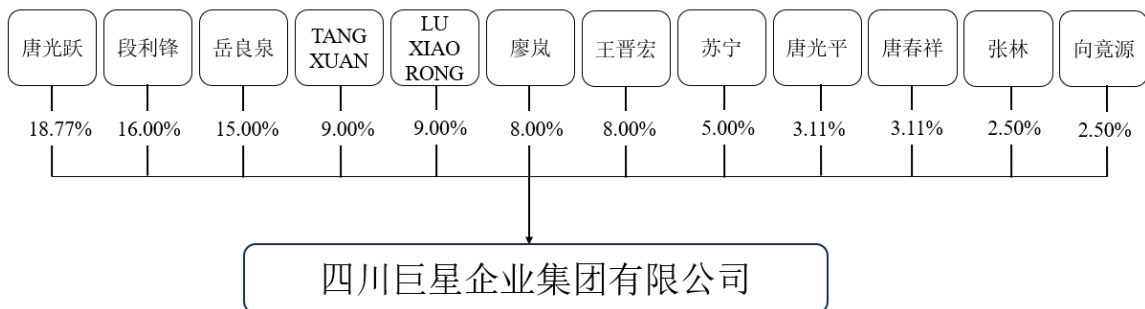 唐光跃
段利锋
岳良泉
TANG
XUAN
LU
XIAO
RONG
廖岚
王晋宏
苏宁
唐光平
唐春祥
张林
向竟源
18.77%
16.00%
15.00%
9.00%
9.00%
8.00%
8.00%
5.00%
3.11%
3.11%
2.50%
2.50%
四川巨星企业集团有限公司